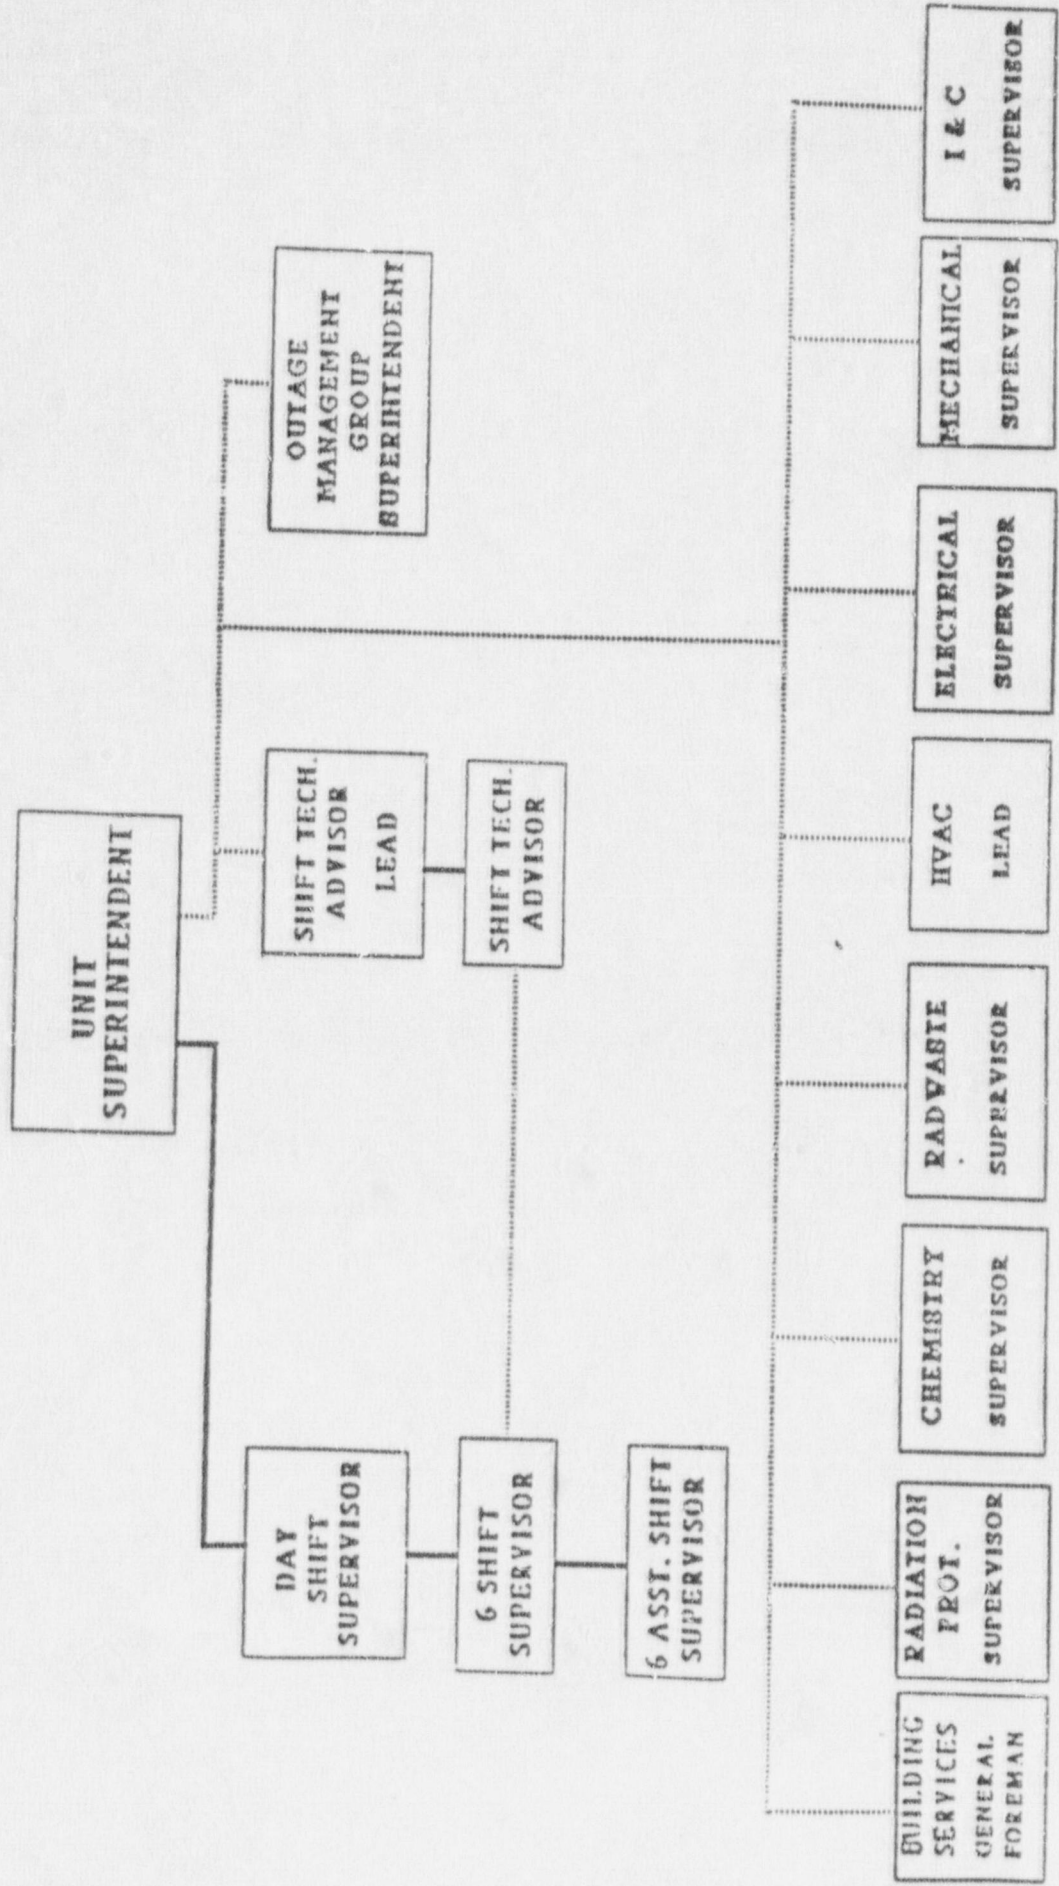 UNIT
SUPERINTENDENT
DAY
SHIFT
SUPERVISOR
SHIFT TECH.
ADVISOR
LEAD
OUTAGE
MANAGEMENT
GROUP
SUPERINTENDENT
6 SHIFT
SUPERVISOR
SHIFT TECH.
ADVISOR
6 ASST. SHIFT
SUPERVISOR
BUILDING
SERVICES
GENERAL
FOREMAN
RADIATION
PROT.
SUPERVISOR
CHEMISTRY
SUPERVISOR
RADWASTE
SUPERVISOR
HVAC
LEAD
ELECTRICAL
SUPERVISOR
MECHANICAL
SUPERVISOR
I & C
SUPERVISOR